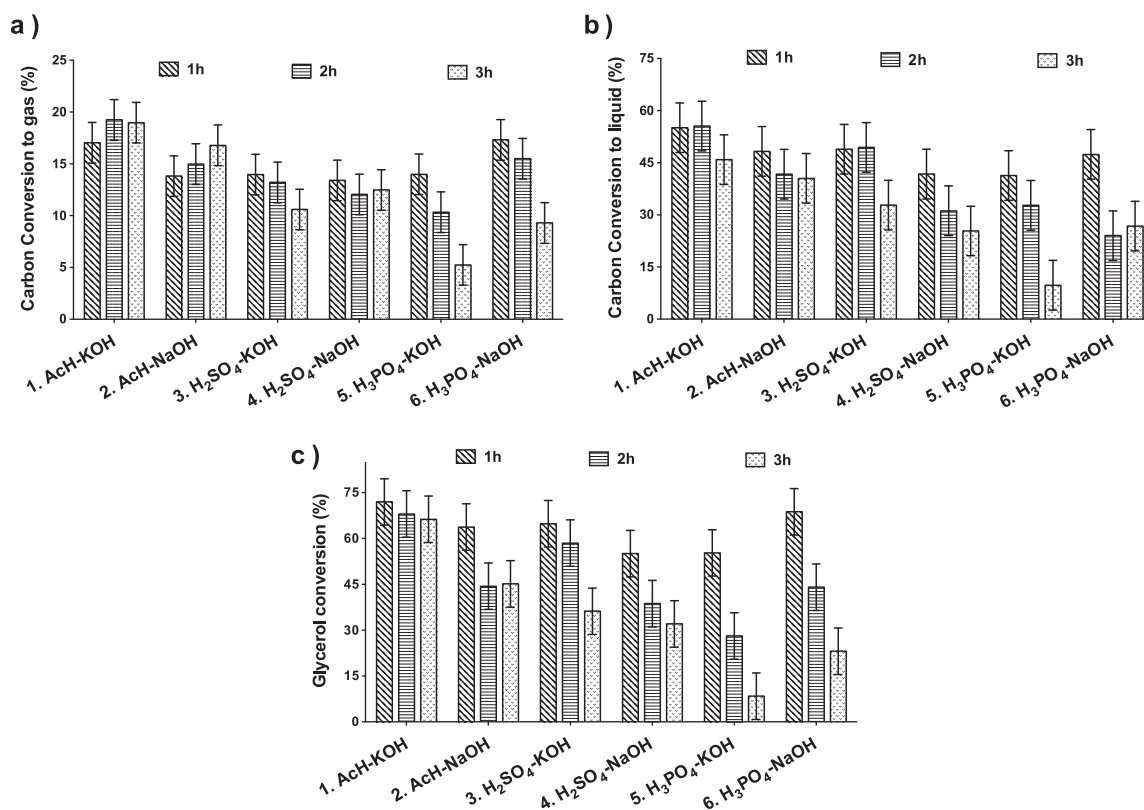 a )
Carbon Conversion to gas (%)
25
20
15
10
5
0
1h
2h
3h
1. AcH-KOH
2. AcH-NaOH
3. H₂SO₄-KOH
4. H₂SO₄-NaOH
5. H₃PO₄-KOH
6. H₃PO₄-NaOH
b )
Carbon Conversion to liquid (%)
75
60
45
30
15
0
1h
2h
3h
1. AcH-KOH
2. AcH-NaOH
3. H₂SO₄-KOH
4. H₂SO₄-NaOH
5. H₃PO₄-KOH
6. H₃PO₄-NaOH
c )
Glycerol conversion (%)
75
60
45
30
15
0
1h
2h
3h
1. AcH-KOH
2. AcH-NaOH
3. H₂SO₄-KOH
4. H₂SO₄-NaOH
5. H₃PO₄-KOH
6. H₃PO₄-NaOH